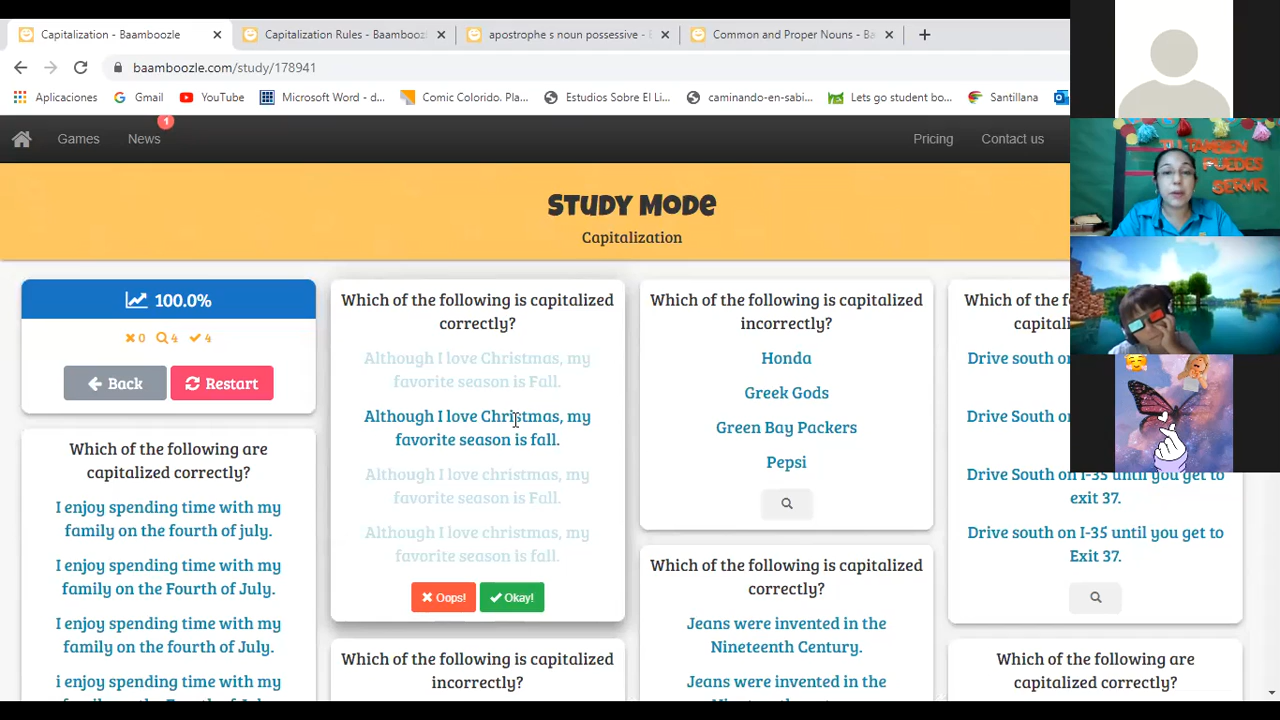 Capitalization - Baamboozle
Capitalization Rules - Baambooz
apostrophe s noun possessive -
Common and Proper Nouns - Ba
baamboozle.com/study/178941
Aplicaciones
Gmail
YouTube
Microsoft Word - d...
Comic Colorido. Pla...
Estudios Sobre El Li...
caminando-en-sabi...
Lets go student bo...
Santillana
Games
News
1
Pricing
Contact us
TU TAMBIEN
PUEDES
SERVIR
Study Mode
Capitalization
100.0%
0
4
4
Back
Restart
Which of the following are
capitalized correctly?
I enjoy spending time with my
family on the fourth of july.
I enjoy spending time with my
family on the Fourth of July.
I enjoy spending time with my
family on the fourth of July.
i enjoy spending time with my
Which of the following is capitalized
correctly?
Although I love Christmas, my
favorite season is Fall.
Although I love Christmas, my
favorite season is fall.
Although I love christmas, my
favorite season is Fall.
Although I love christmas, my
favorite season is fall.
Oops!
Okay!
Which of the following is capitalized
incorrectly?
Which of the following is capitalized
incorrectly?
Honda
Greek Gods
Green Bay Packers
Pepsi
Which of the following is capitalized
correctly?
Jeans were invented in the
Nineteenth Century.
Jeans were invented in the
Which of the
Drive south on
Drive South on
Drive South on I-35 until you get to
exit 37.
Drive south on I-35 until you get to
Exit 37.
Which of the following are
capitalized correctly?